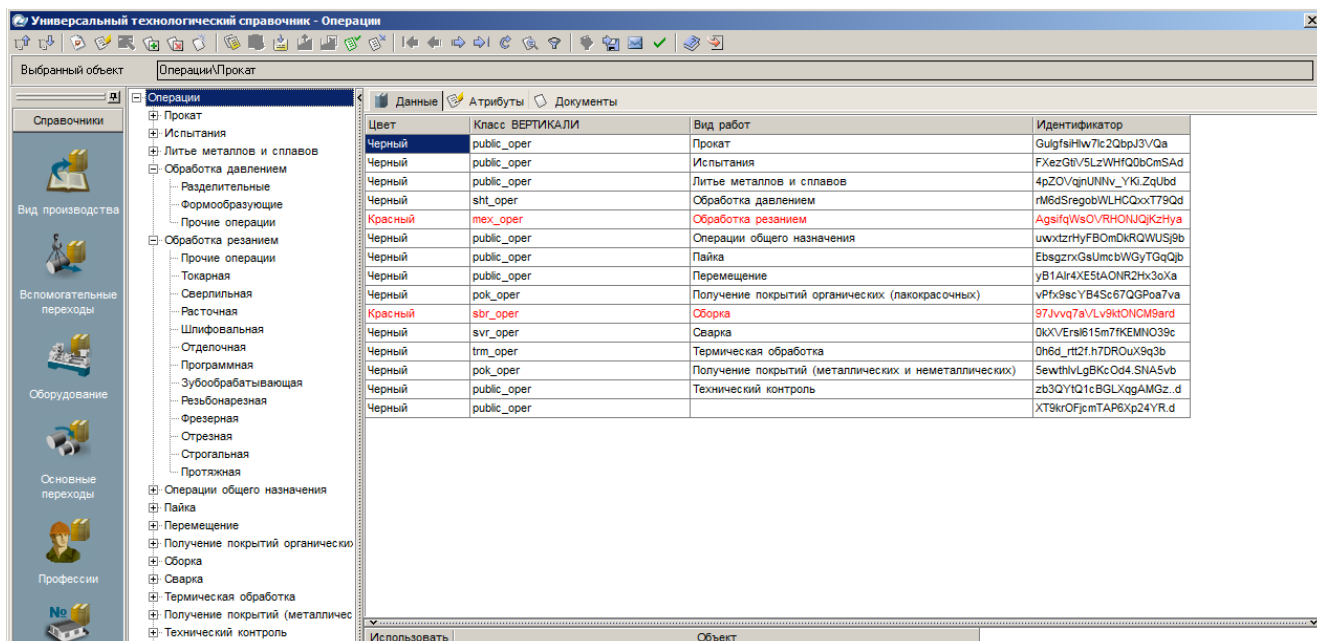 Универсальный технологический справочник - Операции
Выбранный объект Операции\Прокат
Справочники
Вид производства
Вспомогательные
переходы
Оборудование
Основные
переходы
Профессии
Операции
Прокат
Испытания
Литье металлов и сплавов
Обработка давлением
Разделительные
Формообразующие
Прочие операции
Обработка резанием
Прочие операции
Токарная
Сверлильная
Расточная
Шлифовальная
Отделочная
Программная
Зубообрабатывающая
Резьбонарезная
Фрезерная
Отрезная
Строгальная
Протяжная
Операции общего назначения
Пайка
Перемещение
Получение покрытий органически
Сборка
Сварка
Термическая обработка
Получение покрытий (металличес
Технический контроль
Данные Атрибуты Документы
Цвет Класс ВЕРТИКАЛИ Вид работ Идентификатор
Черный public_oper Прокат
Черный public_oper Испытания
Черный public_oper Литье металлов и сплавов 4pZOVqjnUNNv_YKi.ZqUbd
Черный sht_oper Обработка давлением rM6dSregobWLHCQxxT79Qd
Красный mex_oper Обработка резанием AgsifqWsOVRHONJQjKzHya
Черный public_oper Операции общего назначения uwxtzrHyFBOmDkRQWUSj9b
Черный public_oper Пайка EbsgzrxGsUmcbWGyTGqQjb
Черный public_oper Перемещение
Черный pok_oper Получение покрытий органических (лакокрасочных) vPfx9scYB4Sc67QGPoa7va
Красный sbr_oper Сборка 97Jvvq7aVLv9ktONCM9ard
Черный svr_oper Сварка
Черный trm_oper Термическая обработка 0h6d_rtt2f.h7DROuX9q3b
Черный pok_oper Получение покрытий (металлических и неметаллических) 5ewthlvLgBKcOd4.SNA5vb
Черный public_oper Технический контроль zb3QYtQ1cBGLXqgAMGz..d
Черный public_oper XT9krOFjcmTAP6Xp24YR.d
Использовать Объект